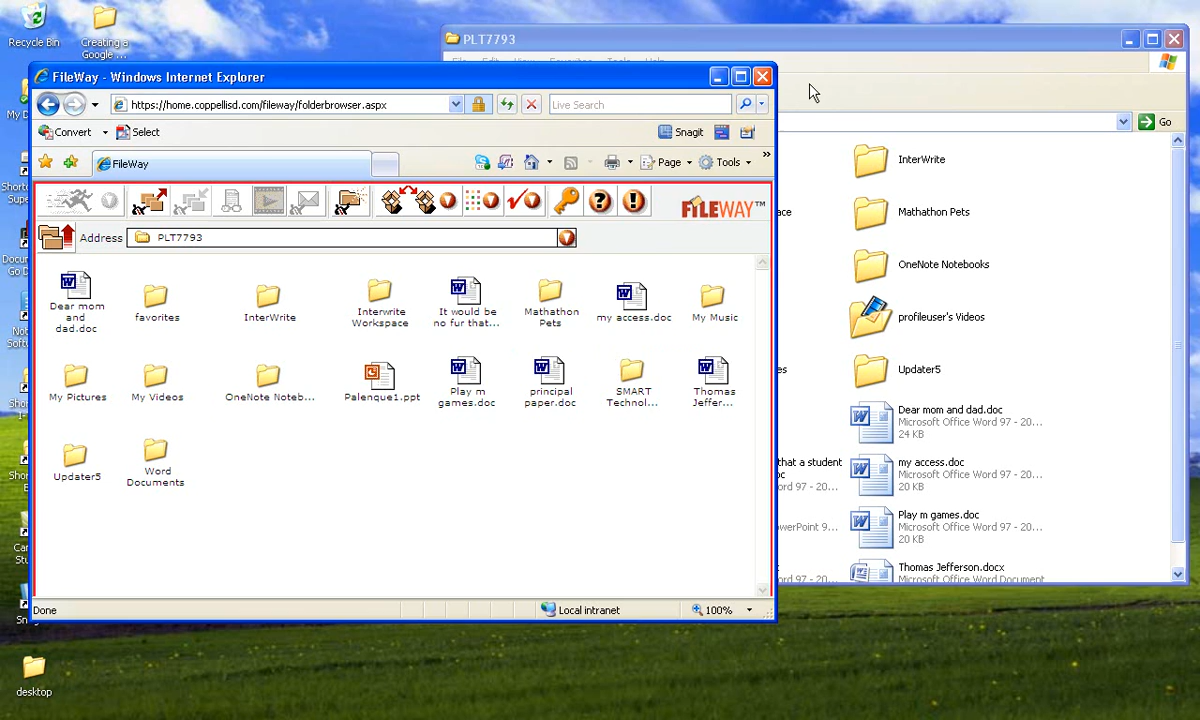 Recycle Bin
Creating a
Google ...
PLT7793
FileWay - Windows Internet Explorer
https://home.coppellisd.com/fileway/folderbrowser.aspx
Live Search
Go
Convert
Select
Snagit
FileWay
Page
Tools
FILEWAY™
Address
PLT7793
Dear mom
and
dad.doc
favorites
InterWrite
Interwrite
Workspace
It would be
no fur that...
Mathathon
Pets
my access.doc
My Music
My Pictures
My Videos
OneNote Noteb...
Palenque1.ppt
Play m
games.doc
principal
paper.doc
SMART
Technol...
Thomas
Jeffer...
Updater5
Word
Documents
Done
Local intranet
100%
InterWrite
Mathathon Pets
OneNote Notebooks
profileuser's Videos
Updater5
Dear mom and dad.doc
Microsoft Office Word 97 - 20...
24 KB
that a student
my access.doc
Microsoft Office Word 97 - 20...
20 KB
Play m games.doc
Microsoft Office Word 97 - 20...
20 KB
Thomas Jefferson.docx
Microsoft Office Word Document
desktop